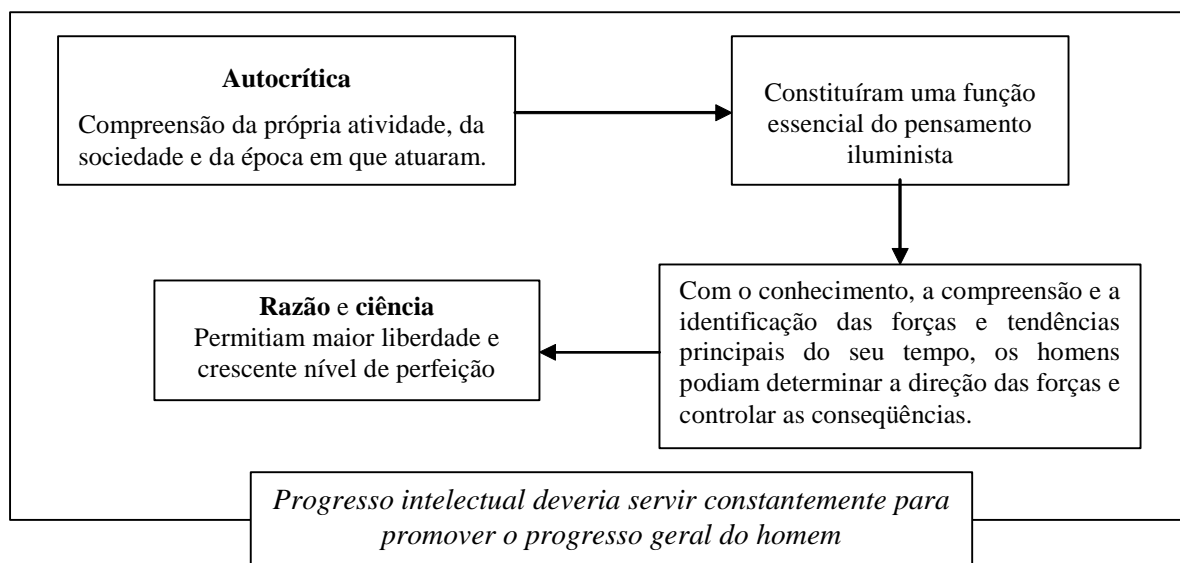 Autocrítica
Compreensão da própria atividade, da
sociedade e da época em que atuaram.
Constituíram uma função
essencial do pensamento
iluminista
Com o conhecimento, a compreensão e a
identificação das forças e tendências
principais do seu tempo, os homens
podiam determinar a direção das forças e
controlar as conseqüências.
Razão e ciência
Permitiam maior liberdade e
crescente nível de perfeição
Progresso intelectual deveria servir constantemente para
promover o progresso geral do homem